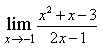 lim x→−1 (x² + x − 3)/(2x − 1)